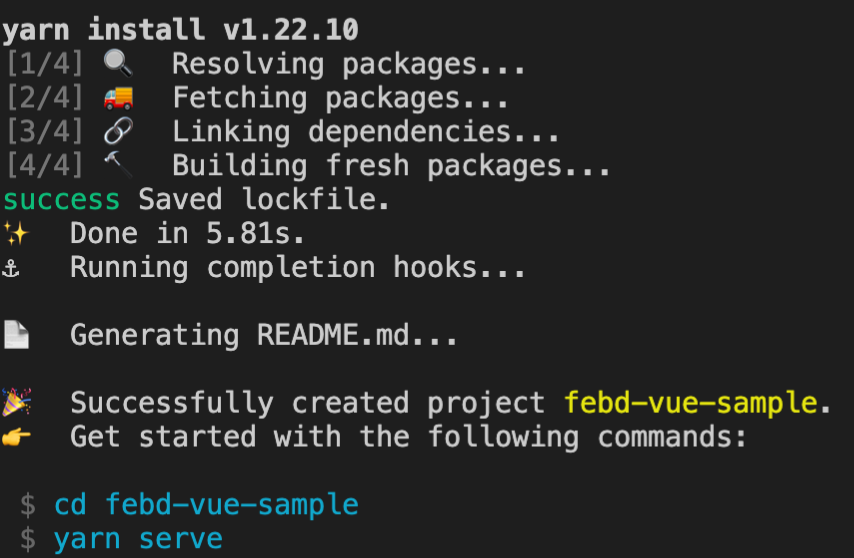 yarn install v1.22.10
[1/4] 🔍 Resolving packages...
[2/4] 🚚 Fetching packages...
[3/4] 🔗 Linking dependencies...
[4/4] 🔨 Building fresh packages...
success Saved lockfile.
✨ Done in 5.81s.
⚓ Running completion hooks...
📄 Generating README.md...
🎉 Successfully created project febd-vue-sample.
👉 Get started with the following commands:
$ cd febd-vue-sample
$ yarn serve